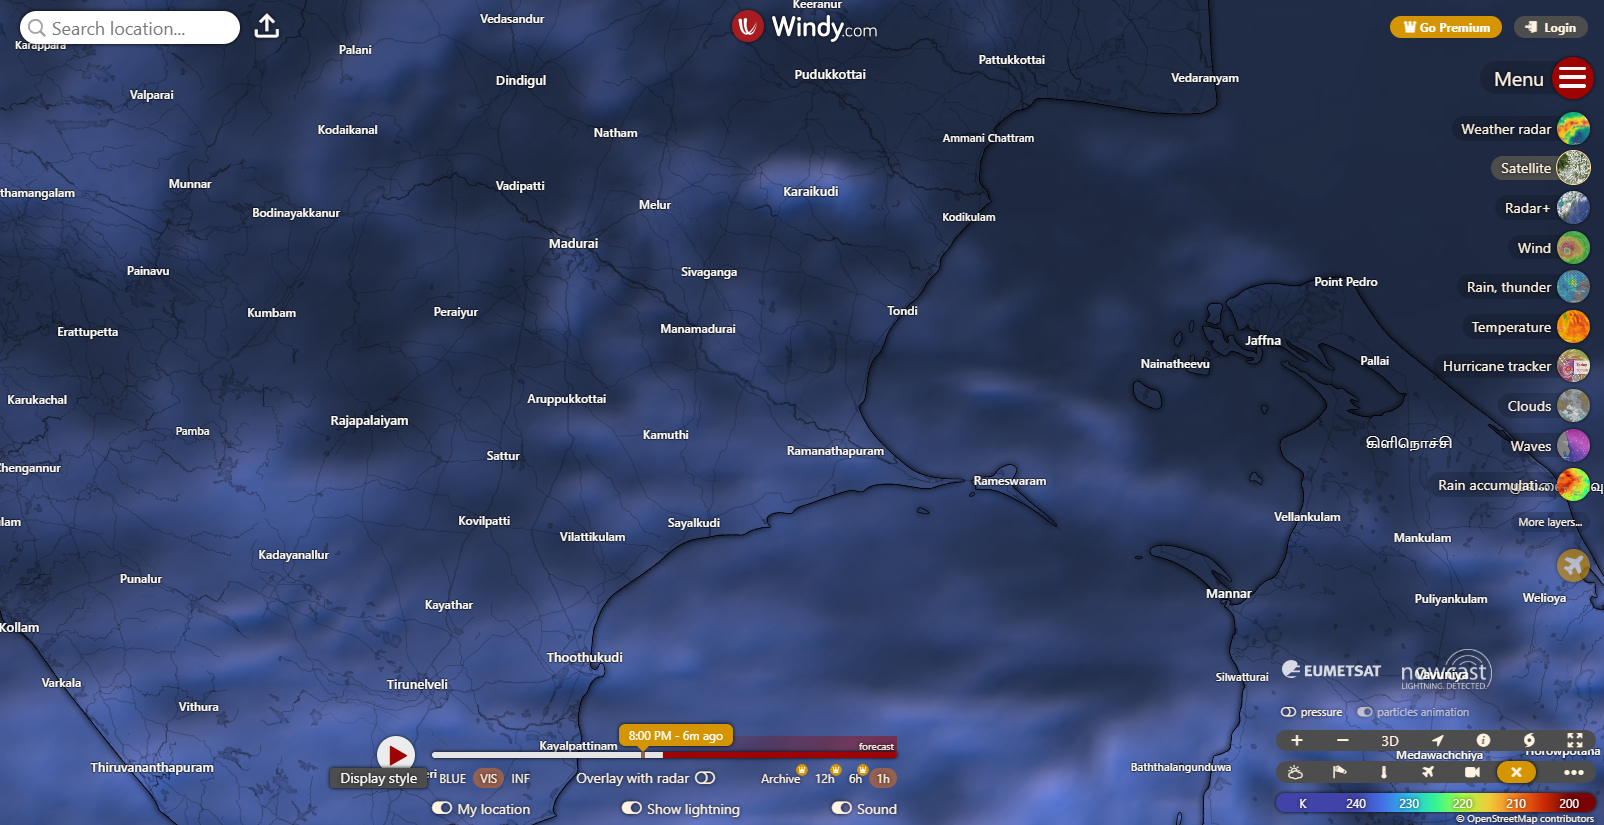 Search location...
Windy.com
Go Premium
Login
Menu
Weather radar
Satellite
Radar+
Wind
Rain, thunder
Temperature
Hurricane tracker
Clouds
Waves
Rain accumulati...
More layers...
Keeranur
Vedasandur
Karappara
Palani
Pattukkottai
Pudukkottai
Vedaranyam
Dindigul
Valparai
Kodaikanal
Natham
Ammani Chattram
Munnar
thamangalam
Vadipatti
Karaikudi
Melur
Bodinayakkanur
Kodikulam
Madurai
Painavu
Sivaganga
Point Pedro
Kumbam
Peraiyur
Tondi
Erattupetta
Manamadurai
Jaffna
Nainatheevu
Pallai
Karukachal
Aruppukkottai
Rajapalaiyam
Pamba
Kamuthi
கிளிநொச்சி
Sattur
Ramanathapuram
Chengannur
Rameswaram
lam
Kovilpatti
Sayalkudi
Vellankulam
Vilattikulam
Mankulam
Kadayanallur
Punalur
Mannar
Puliyankulam
Welioya
Kayathar
Kollam
Thoothukudi
Vavuniya
Silwatturai
Varkala
Tirunelveli
Vithura
Kayalpattinam
Thiruvananthapuram
Baththalangunduwa
Medawachchiya
Horowpotana
EUMETSAT
nowcast
LIGHTNING. DETECTED.
pressure
particles animation
3D
8:00 PM - 6m ago
forecast
Display style
eri
BLUE
VIS
INF
Overlay with radar
Archive
12h
6h
1h
My location
Show lightning
Sound
K 240 230 220 210 200
© OpenStreetMap contributors